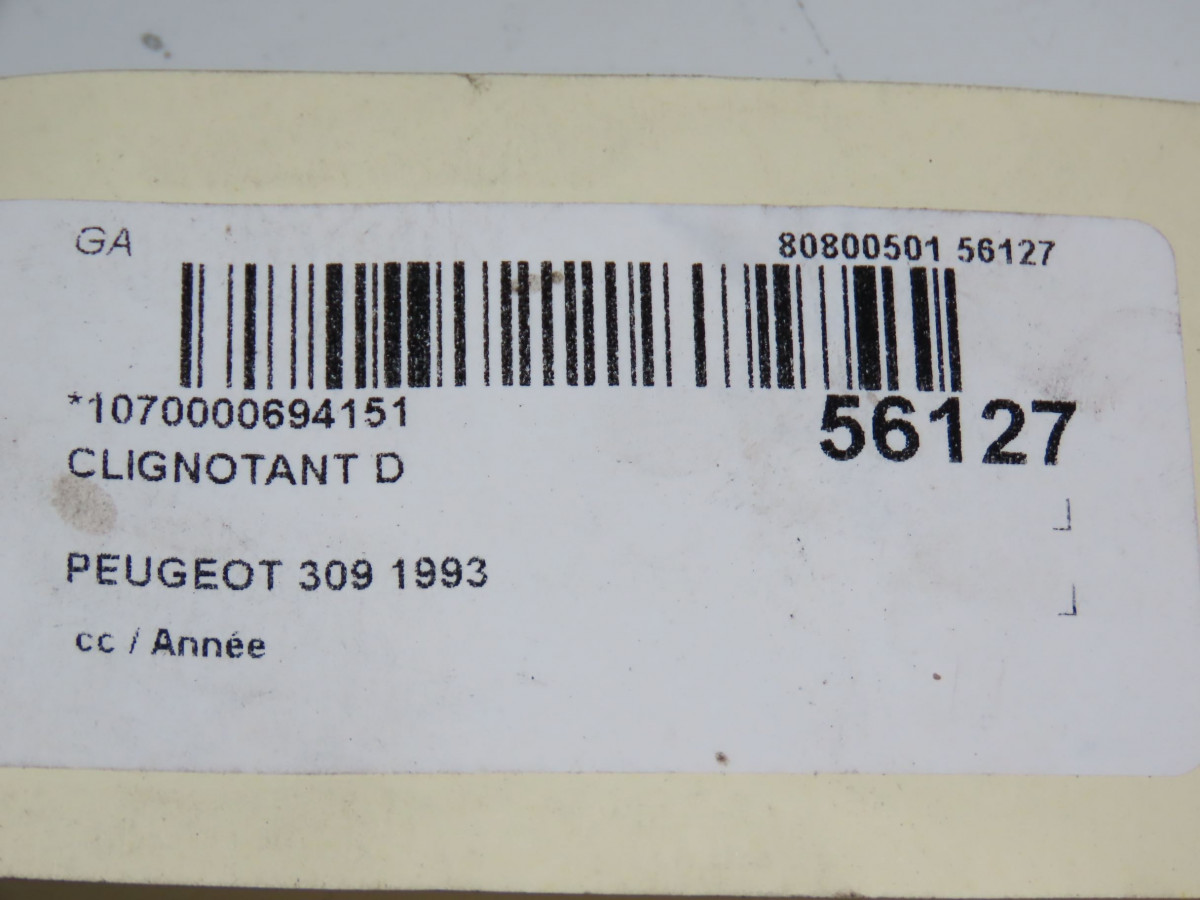 GA
80800501 56127
*1070000694151
56127
CLIGNOTANT D
PEUGEOT 309 1993
cc / Année